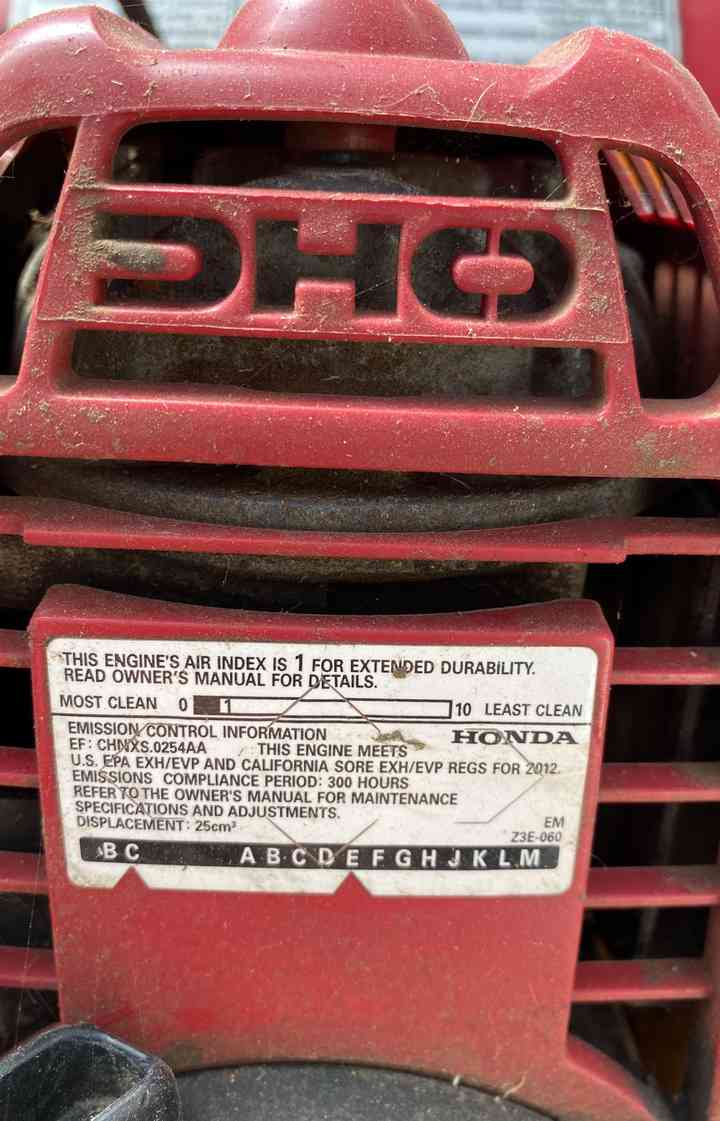 OHC
THIS ENGINE'S AIR INDEX IS 1 FOR EXTENDED DURABILITY.
READ OWNER'S MANUAL FOR DETAILS.
MOST CLEAN 0 1 10 LEAST CLEAN
EMISSION CONTROL INFORMATION HONDA
EF: CHNXS.0254AA THIS ENGINE MEETS
U.S. EPA EXH/EVP AND CALIFORNIA SORE EXH/EVP REGS FOR 2012.
EMISSIONS COMPLIANCE PERIOD: 300 HOURS
REFER TO THE OWNER'S MANUAL FOR MAINTENANCE
SPECIFICATIONS AND ADJUSTMENTS.
DISPLACEMENT: 25cm³ EM
Z3E-060
B C A B C D E F G H J K L M